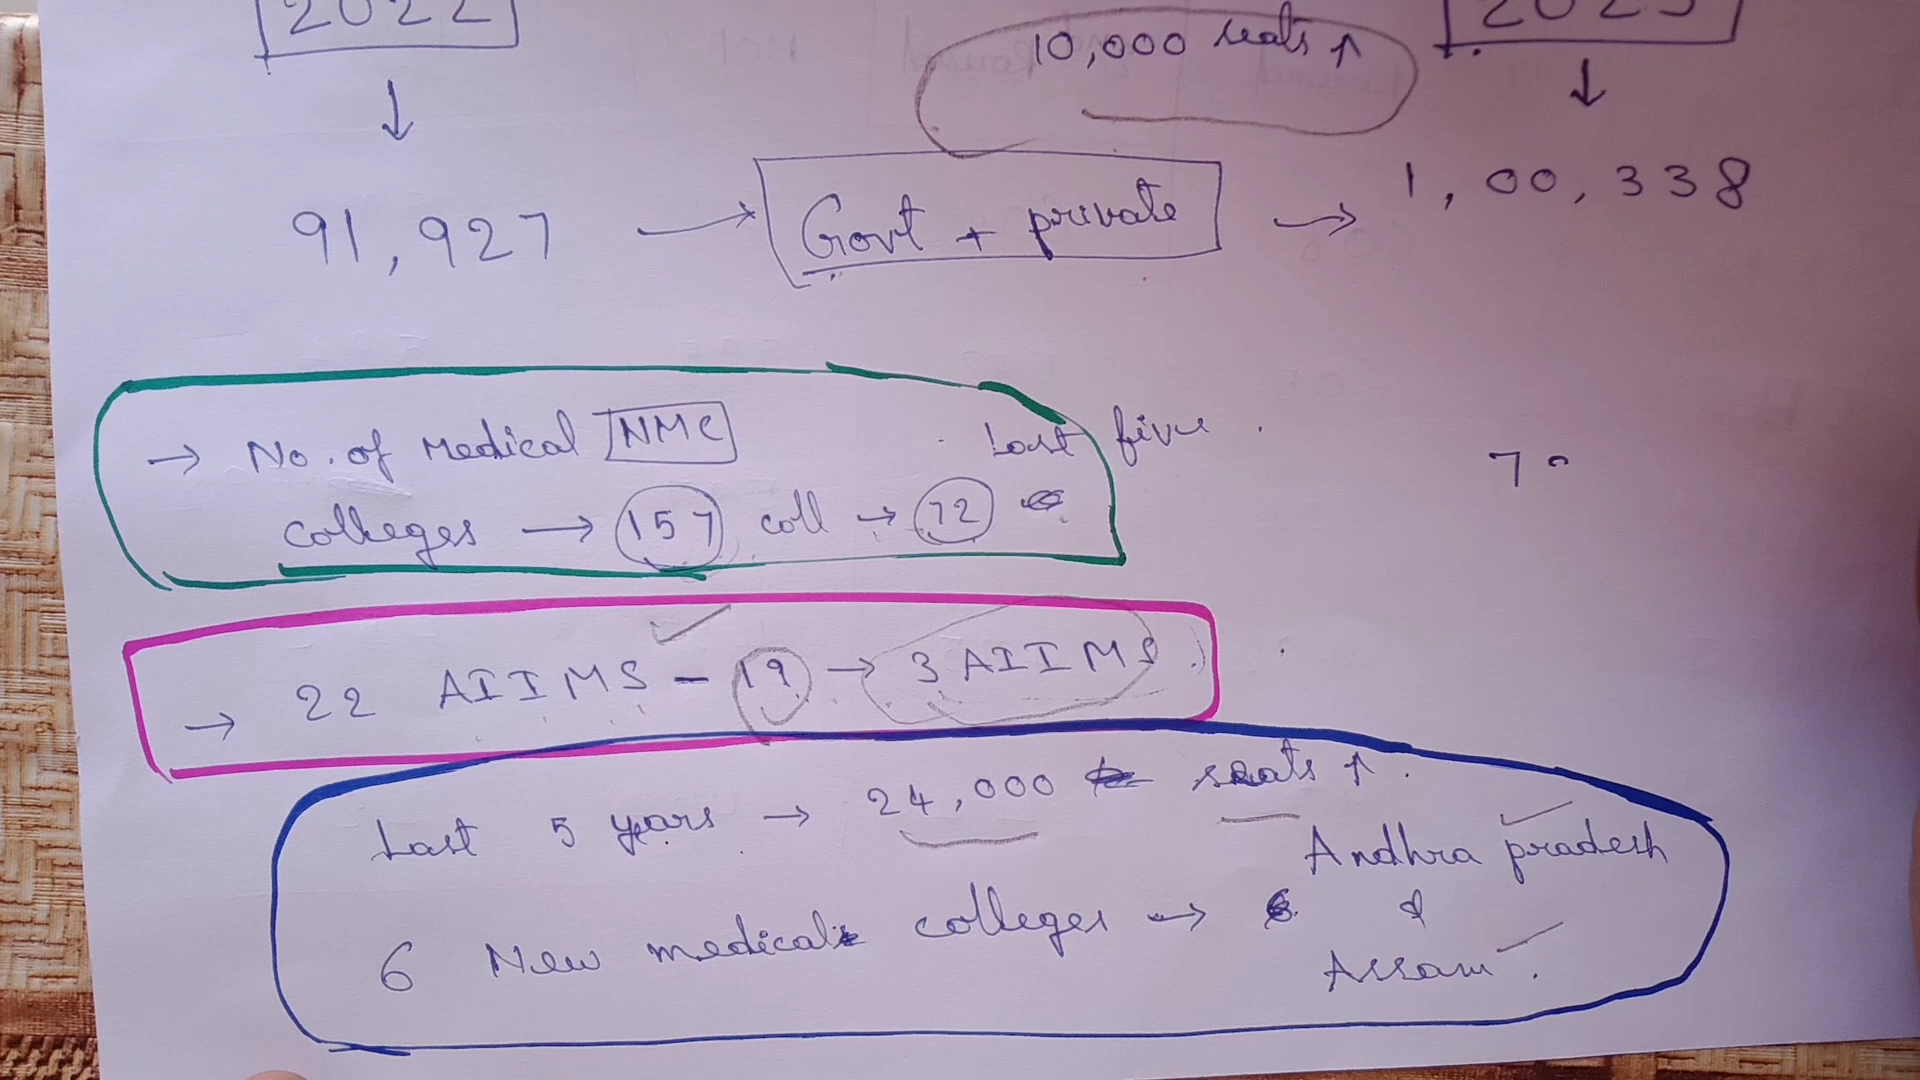 2022
10,000 seats ↑
2023
↓
↓
91,927 → Govt + private → 1,00,338
→ No. of Medical NMC Last five
colleges → 157 coll → 72
70
→ 22 AIIMS - 19 → 3 AIIMS.
Last 5 years → 24,000 seats ↑.
6 New medical colleges → Andhra pradesh
&
Assam.